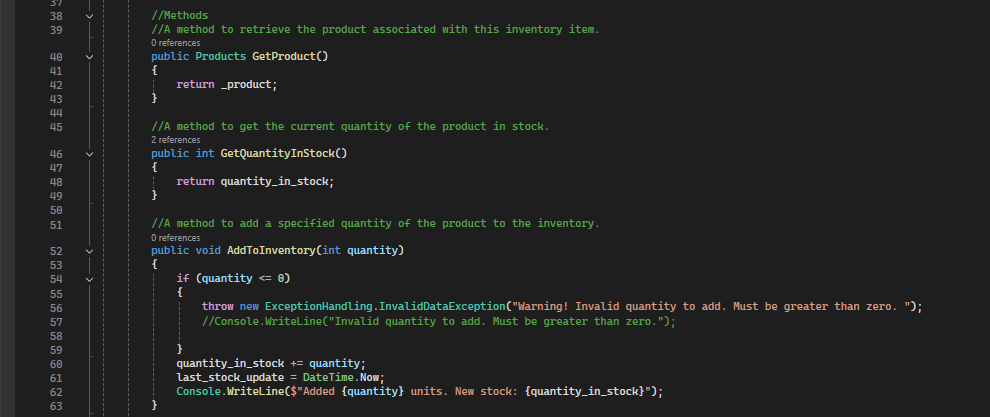 37
38 //Methods
39 //A method to retrieve the product associated with this inventory item.
0 references
40 public Products GetProduct()
41 {
42 return _product;
43 }
44
45 //A method to get the current quantity of the product in stock.
2 references
46 public int GetQuantityInStock()
47 {
48 return quantity_in_stock;
49 }
50
51 //A method to add a specified quantity of the product to the inventory.
0 references
52 public void AddToInventory(int quantity)
53 {
54 if (quantity <= 0)
55 {
56 throw new ExceptionHandling.InvalidDataException("Warning! Invalid quantity to add. Must be greater than zero. ");
57 //Console.WriteLine("Invalid quantity to add. Must be greater than zero.");
58
59 }
60 quantity_in_stock += quantity;
61 last_stock_update = DateTime.Now;
62 Console.WriteLine($"Added {quantity} units. New stock: {quantity_in_stock}");
63 }